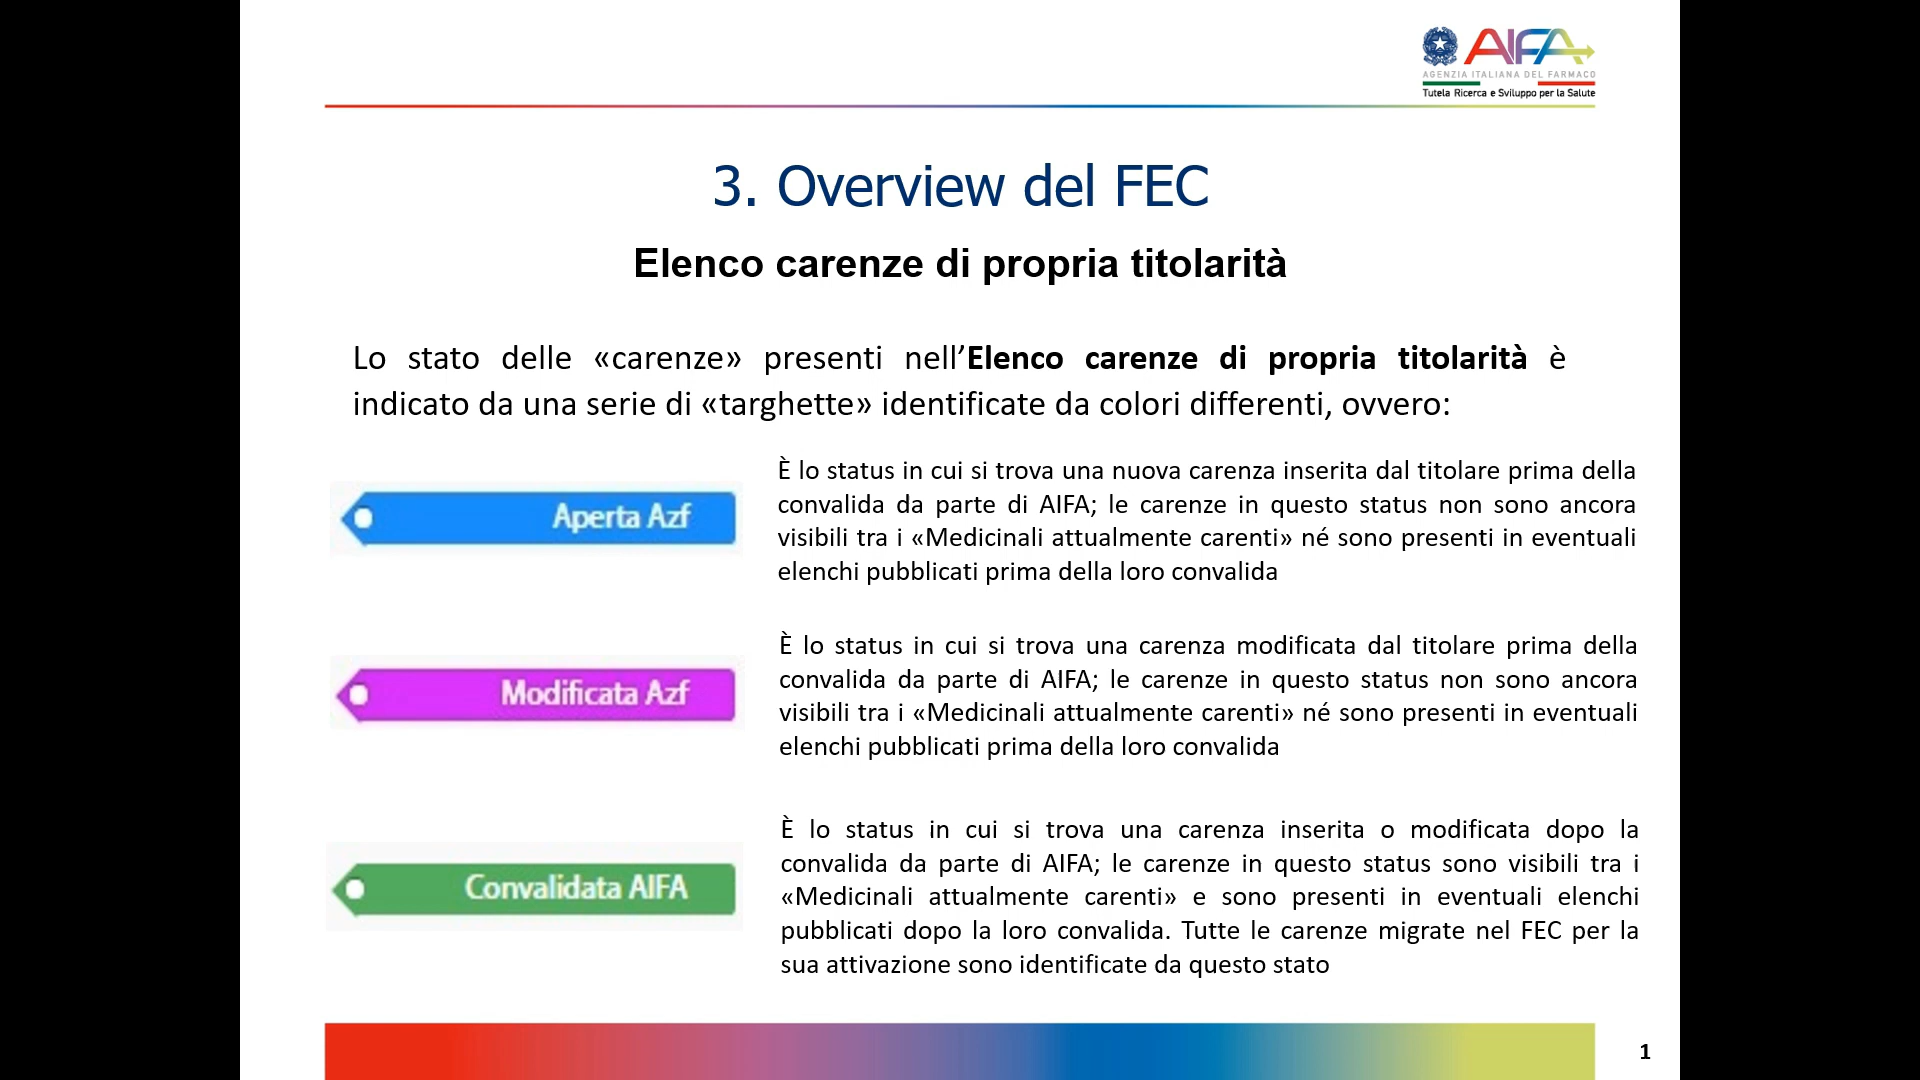 AIFA
AGENZIA ITALIANA DEL FARMACO
Tutela Ricerca e Sviluppo per la Salute
3. Overview del FEC
Elenco carenze di propria titolarità
Lo stato delle «carenze» presenti nell’Elenco carenze di propria titolarità è
indicato da una serie di «targhette» identificate da colori differenti, ovvero:
Aperta Azf
È lo status in cui si trova una nuova carenza inserita dal titolare prima della
convalida da parte di AIFA; le carenze in questo status non sono ancora
visibili tra i «Medicinali attualmente carenti» né sono presenti in eventuali
elenchi pubblicati prima della loro convalida
Modificata Azf
È lo status in cui si trova una carenza modificata dal titolare prima della
convalida da parte di AIFA; le carenze in questo status non sono ancora
visibili tra i «Medicinali attualmente carenti» né sono presenti in eventuali
elenchi pubblicati prima della loro convalida
Convalidata AIFA
È lo status in cui si trova una carenza inserita o modificata dopo la
convalida da parte di AIFA; le carenze in questo status sono visibili tra i
«Medicinali attualmente carenti» e sono presenti in eventuali elenchi
pubblicati dopo la loro convalida. Tutte le carenze migrate nel FEC per la
sua attivazione sono identificate da questo stato
1